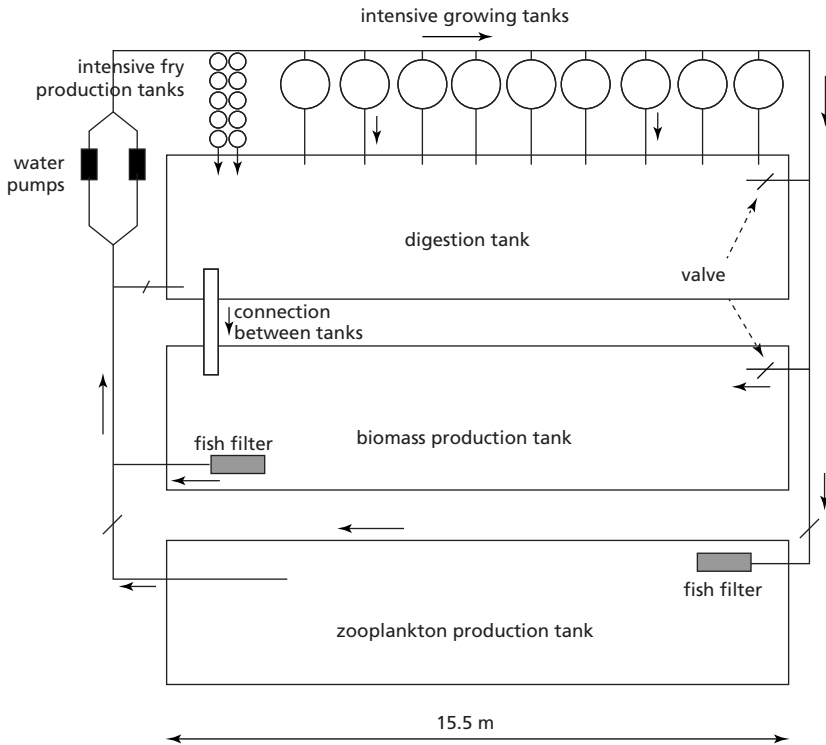 intensive growing tanks
intensive fry
production tanks
water
pumps
digestion tank
valve
connection
between tanks
biomass production tank
fish filter
fish filter
zooplankton production tank
15.5 m